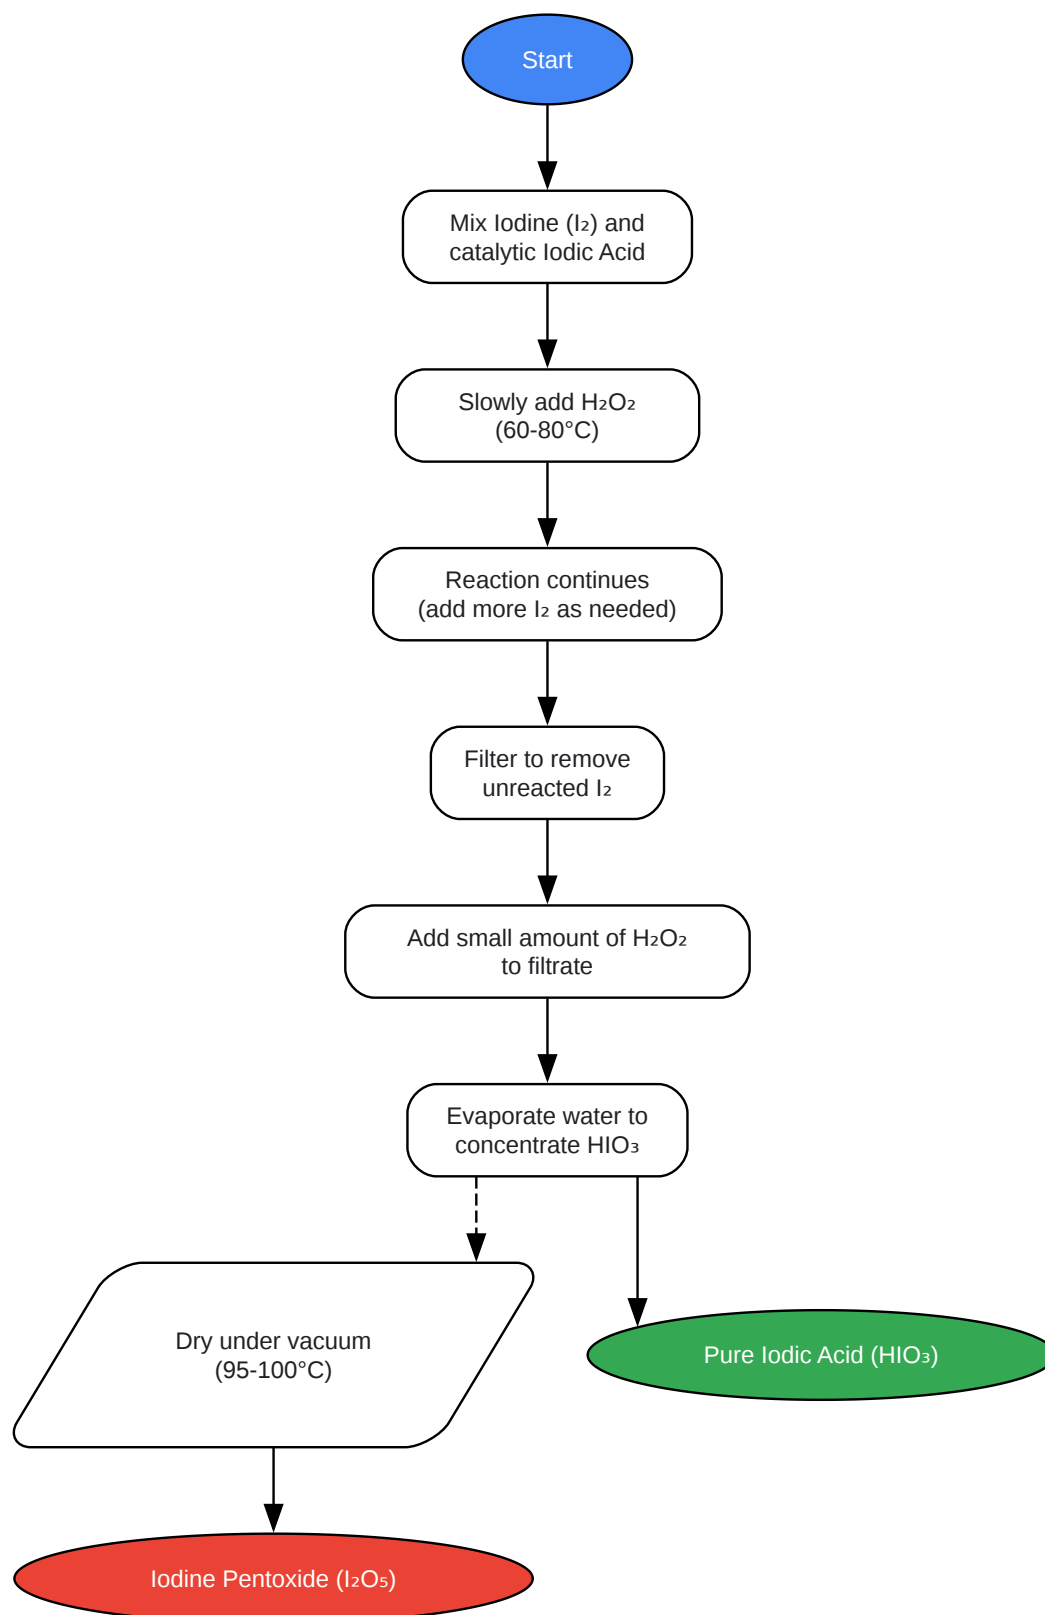 Start
Mix Iodine (I₂) and
catalytic Iodic Acid
Slowly add H₂O₂
(60-80°C)
Reaction continues
(add more I₂ as needed)
Filter to remove
unreacted I₂
Add small amount of H₂O₂
to filtrate
Evaporate water to
concentrate HIO₃
Dry under vacuum
(95-100°C)
Pure Iodic Acid (HIO₃)
Iodine Pentoxide (I₂O₅)